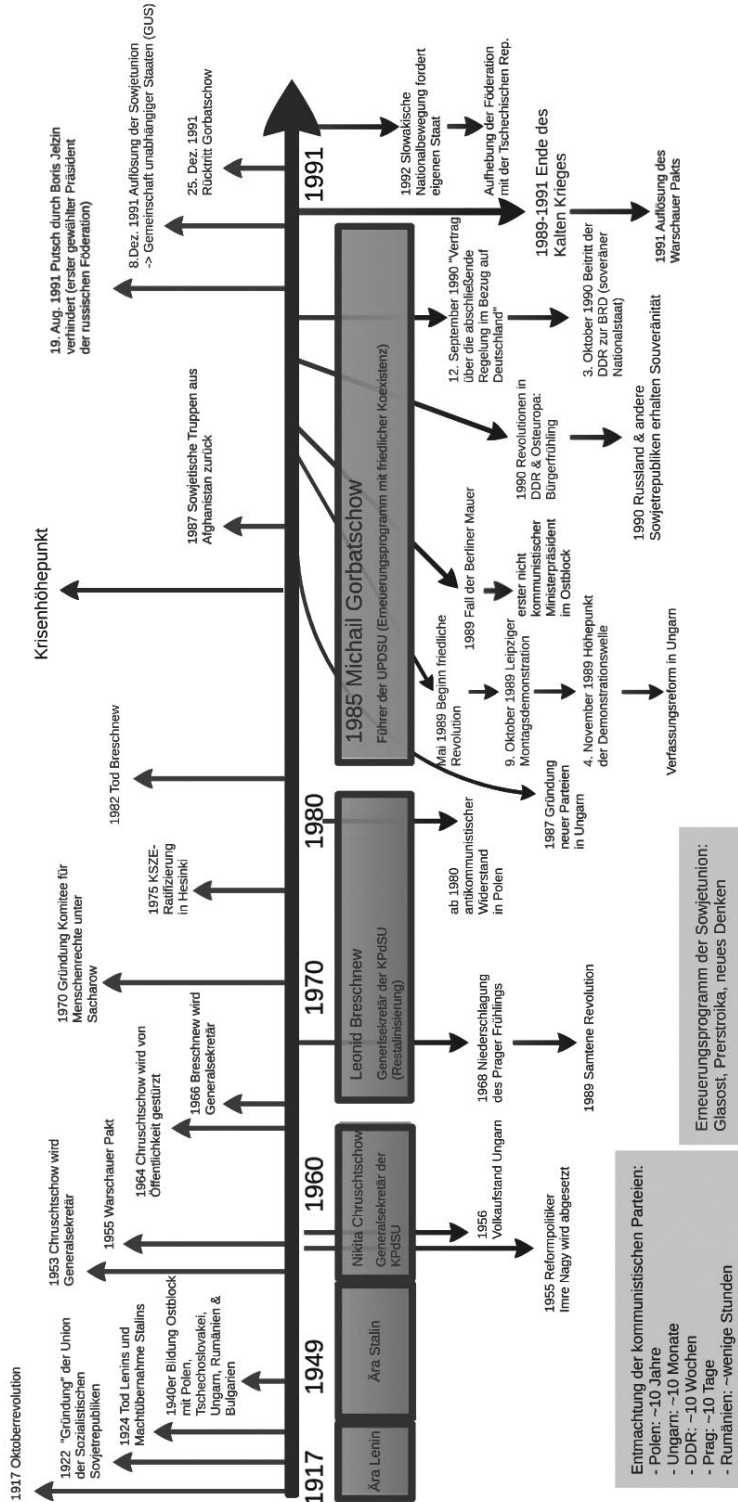 1917 Oktoberrevolution
1922 "Gründung" der Union
der Sozialistischen
Sovjetrepubliken
1924 Tod Lenins und
Machtübernahme Stalins
1940er Bildung Ostblock
mit Polen,
Tschechoslovakei,
Ungarn, Rumänien &
Bulgarien
1953 Chruschtschow wird
Generalsekretär
1955 Warschauer Pakt
1964 Chruschtschow wird von
Öffentlichkeit gestürzt
1966 Breschnew wird
Generalsekretär
1970 Gründung Komitee für
Menschenrechte unter
Sacharow
1975 KSZE-
Ratifizierung
in Hesinki
1982 Tod Breschnew
Krisenhöhepunkt
1987 Sowjetische Truppen aus
Afghanistan zurück
19. Aug. 1991 Putsch durch Boris Jelzin
verhindert (erster gewählter Präsident
der russischen Föderation)
8.Dez. 1991 Auflösung der Sowjetunion
-> Gemeinschaft unabhängiger Staaten (GUS)
25. Dez. 1991
Rücktritt Gorbatschow
1917
1949
1960
1970
1980
1991
Ära Lenin
Ära Stalin
Nikita Chruschtschow
Generalsekretär der
KPdSU
Leonid Breschnew
Generlsekretär der KPdSU
(Restalinisierung)
1985 Michail Gorbatschow
Führer der UPDSU (Erneuerungsprogramm mit friedlicher Koexistenz)
1955 Reformpolitiker
Imre Nagy wird abgesetzt
1956
Volkaufstand Ungarn
1968 Niederschlagung
des Prager Frühlings
1989 Samtene Revolution
ab 1980
antikommunistischer
Widerstand
in Polen
1987 Gründung
neuer Parteien
in Ungarn
Mai 1989 Beginn friedliche
Revolution
9. Oktober 1989 Leipziger
Montagsdemonstration
4. November 1989 Höhepunkt
der Demonstrationswelle
Verfassungsreform in Ungarn
1989 Fall der Berliner Mauer
erster nicht
kommunistischer
Ministerpräsident
im Ostblock
1990 Revolutionen in
DDR & Osteuropa:
Bürgerfrühling
1990 Russland & andere
Sowjetrepubliken erhalten Souveränität
12. September 1990 "Vertrag
über die abschließende
Regelung im Bezug auf
Deutschland"
3. Oktober 1990 Beitritt der
DDR zur BRD (soveräner
Nationalstaat)
1989-1991 Ende des
Kalten Krieges
1991 Auflösung des
Warschauer Pakts
1992 Slowakische
Nationalbewegung fordert
eigenen Staat
Aufhebung der Föderation
mit der Tschechischen Rep.
Entmachtung der kommunistischen Parteien:
- Polen: ~10 Jahre
- Ungarn: ~10 Monate
- DDR: ~10 Wochen
- Prag: ~10 Tage
- Rumänien: ~wenige Stunden
Erneuerungsprogramm der Sowjetunion:
Glasost, Prerstroika, neues Denken